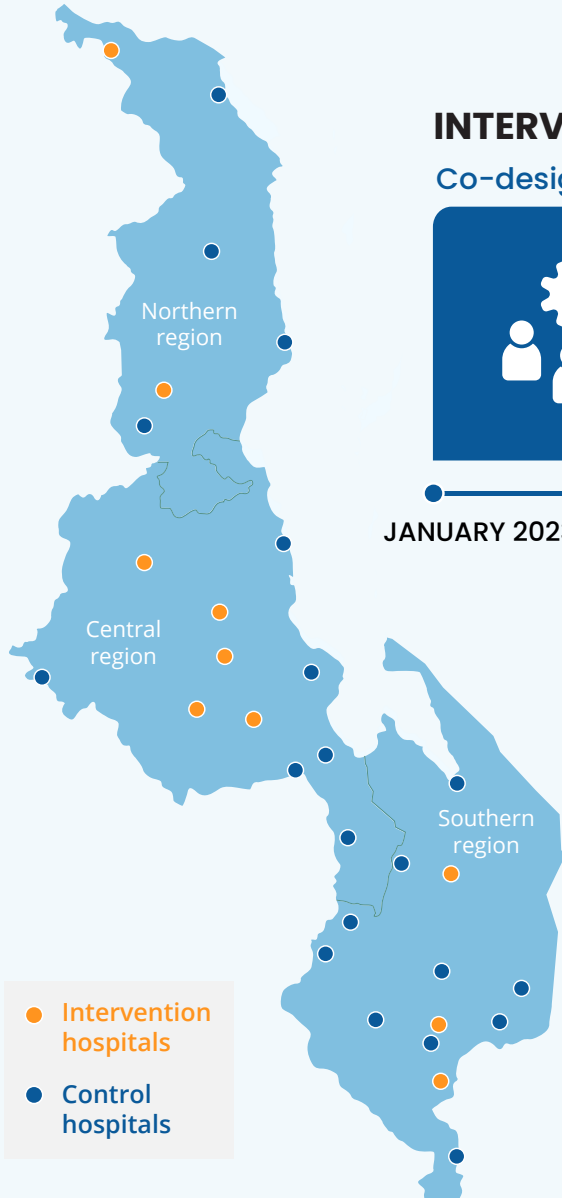 INTERV
Co-desig
Northern
region
JANUARY 202
Central
region
Southern
region
Intervention
hospitals
Control
hospitals